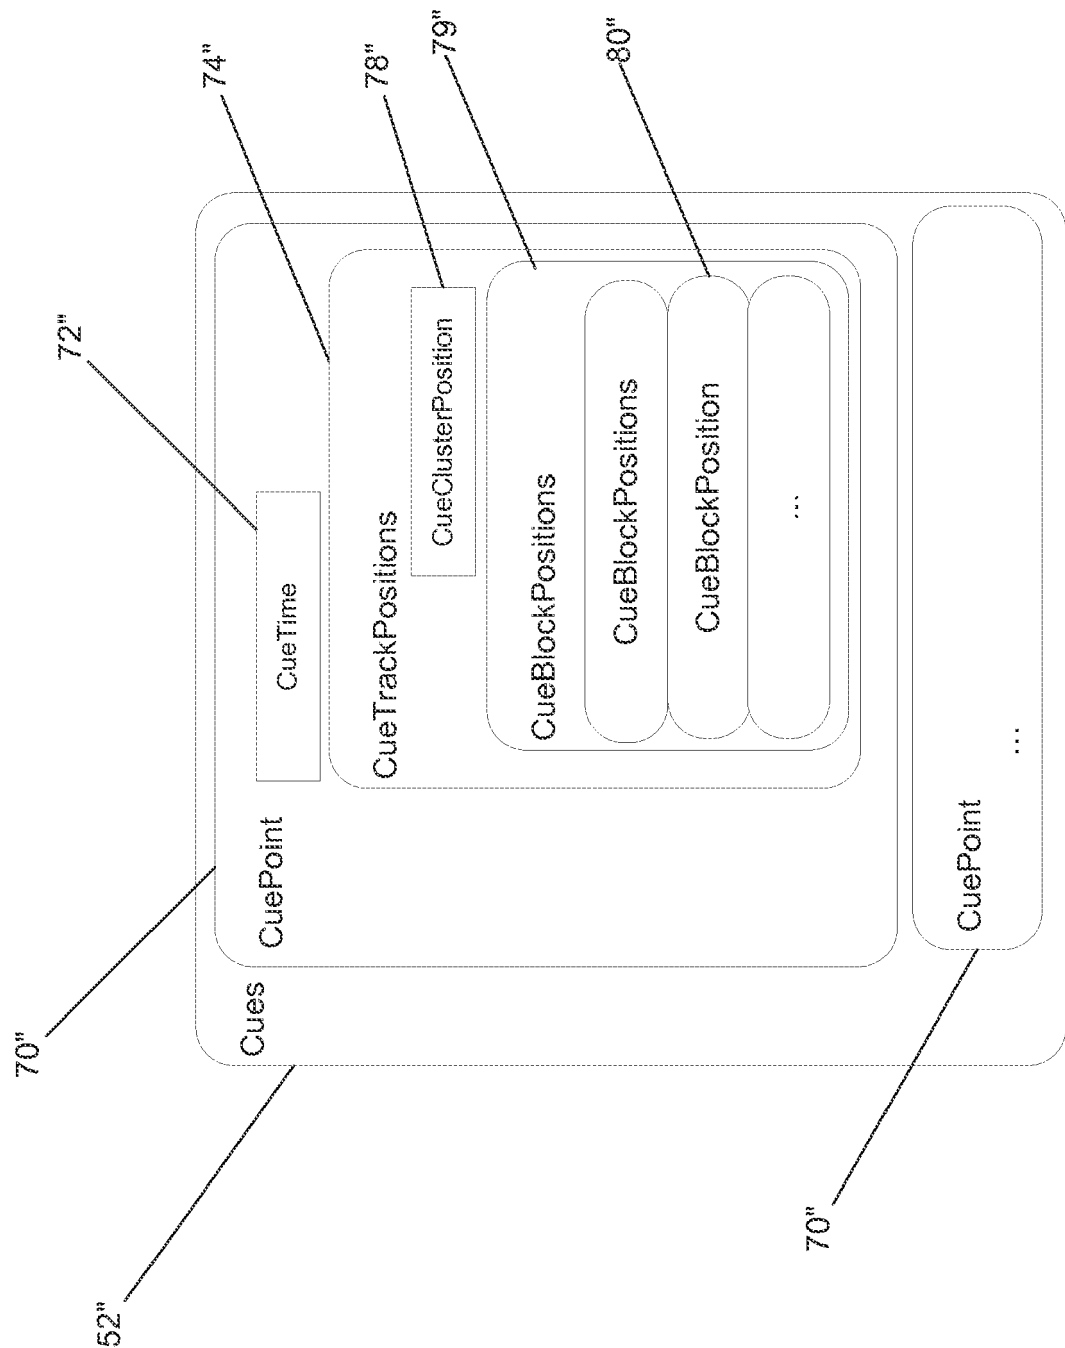 52"
70"
Cues
CuePoint
72"
CueTime
74"
CueTrackPositions
78"
CueClusterPosition
79"
CueBlockPositions
CueBlockPositions
80"
CueBlockPosition
...
70"
CuePoint
...